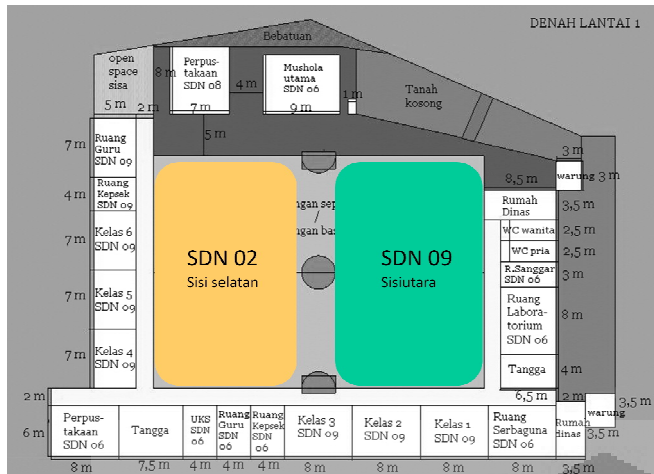 DENAH LANTAI 1
Bebatuan
open
space
sisa
8 m
Perpus-
takaan
SDN 08
4 m
Mushola
utama
SDN 06
Tanah
kosong
5 m
2 m
7 m
9 m
1 m
5 m
7 m
Ruang
Guru
SDN 09
4 m
Ruang
Kepsek
SDN 09
7 m
Kelas 6
SDN 09
7 m
Kelas 5
SDN 09
7 m
Kelas 4
SDN 09
SDN 02
Sisi selatan
/
SDN 09
Sisiutara
3 m
8,5 m
warung
3 m
Rumah
Dinas
3,5 m
WC wanita
2,5 m
WC pria
2,5 m
R.Sanggar
SDN 06
3 m
Ruang
Labora-
torium
SDN 06
8 m
Tangga
4 m
6,5 m
2 m
3,5 m
2 m
6 m
Perpus-
takaan
SDN 06
Tangga
UKS
SDN
06
Ruang
Guru
SDN
06
Ruang
Kepsek
SDN
06
Kelas 3
SDN 09
Kelas 2
SDN 09
Kelas 1
SDN 09
Ruang
Serbaguna
SDN 06
Rumah
dinas
warung
3,5 m
8 m
7,5 m
4 m
4 m
4 m
8 m
8 m
8 m
8 m
3,5 m